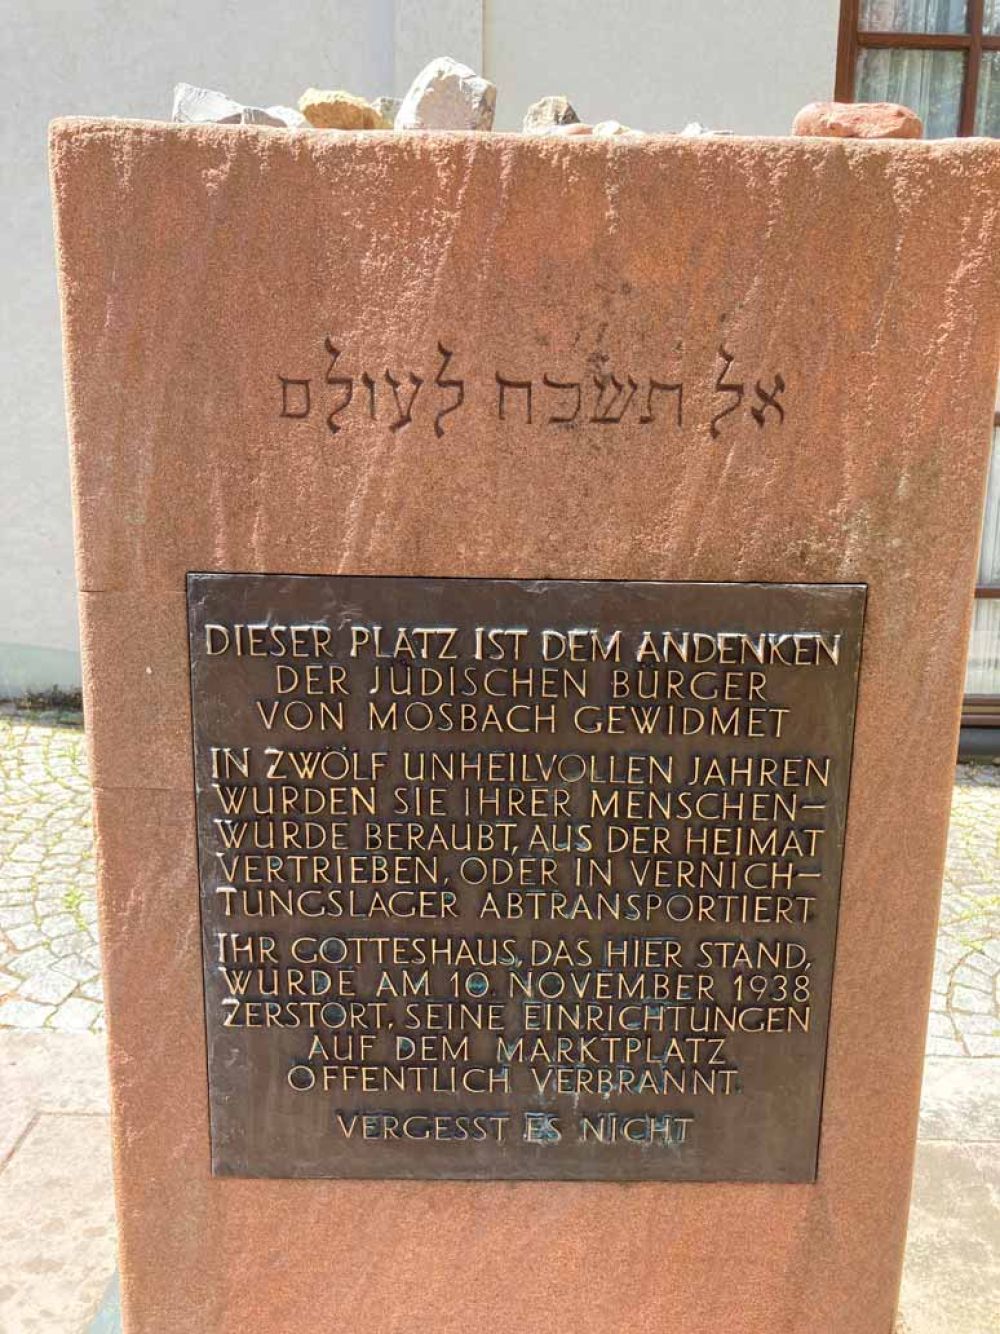 אל תשכח לעולם
DIESER PLATZ IST DEM ANDENKEN
DER JÜDISCHEN BÜRGER
VON MOSBACH GEWIDMET
IN ZWÖLF UNHEILVOLLEN JAHREN
WURDEN SIE IHRER MENSCHEN-
WÜRDE BERAUBT, AUS DER HEIMAT
VERTRIEBEN, ODER IN VERNICH-
TUNGSLAGER ABTRANSPORTIERT
IHR GOTTESHAUS, DAS HIER STAND,
WURDE AM 10. NOVEMBER 1938
ZERSTÖRT, SEINE EINRICHTUNGEN
AUF DEM MARKTPLATZ
ÖFFENTLICH VERBRANNT.
VERGESST ES NICHT